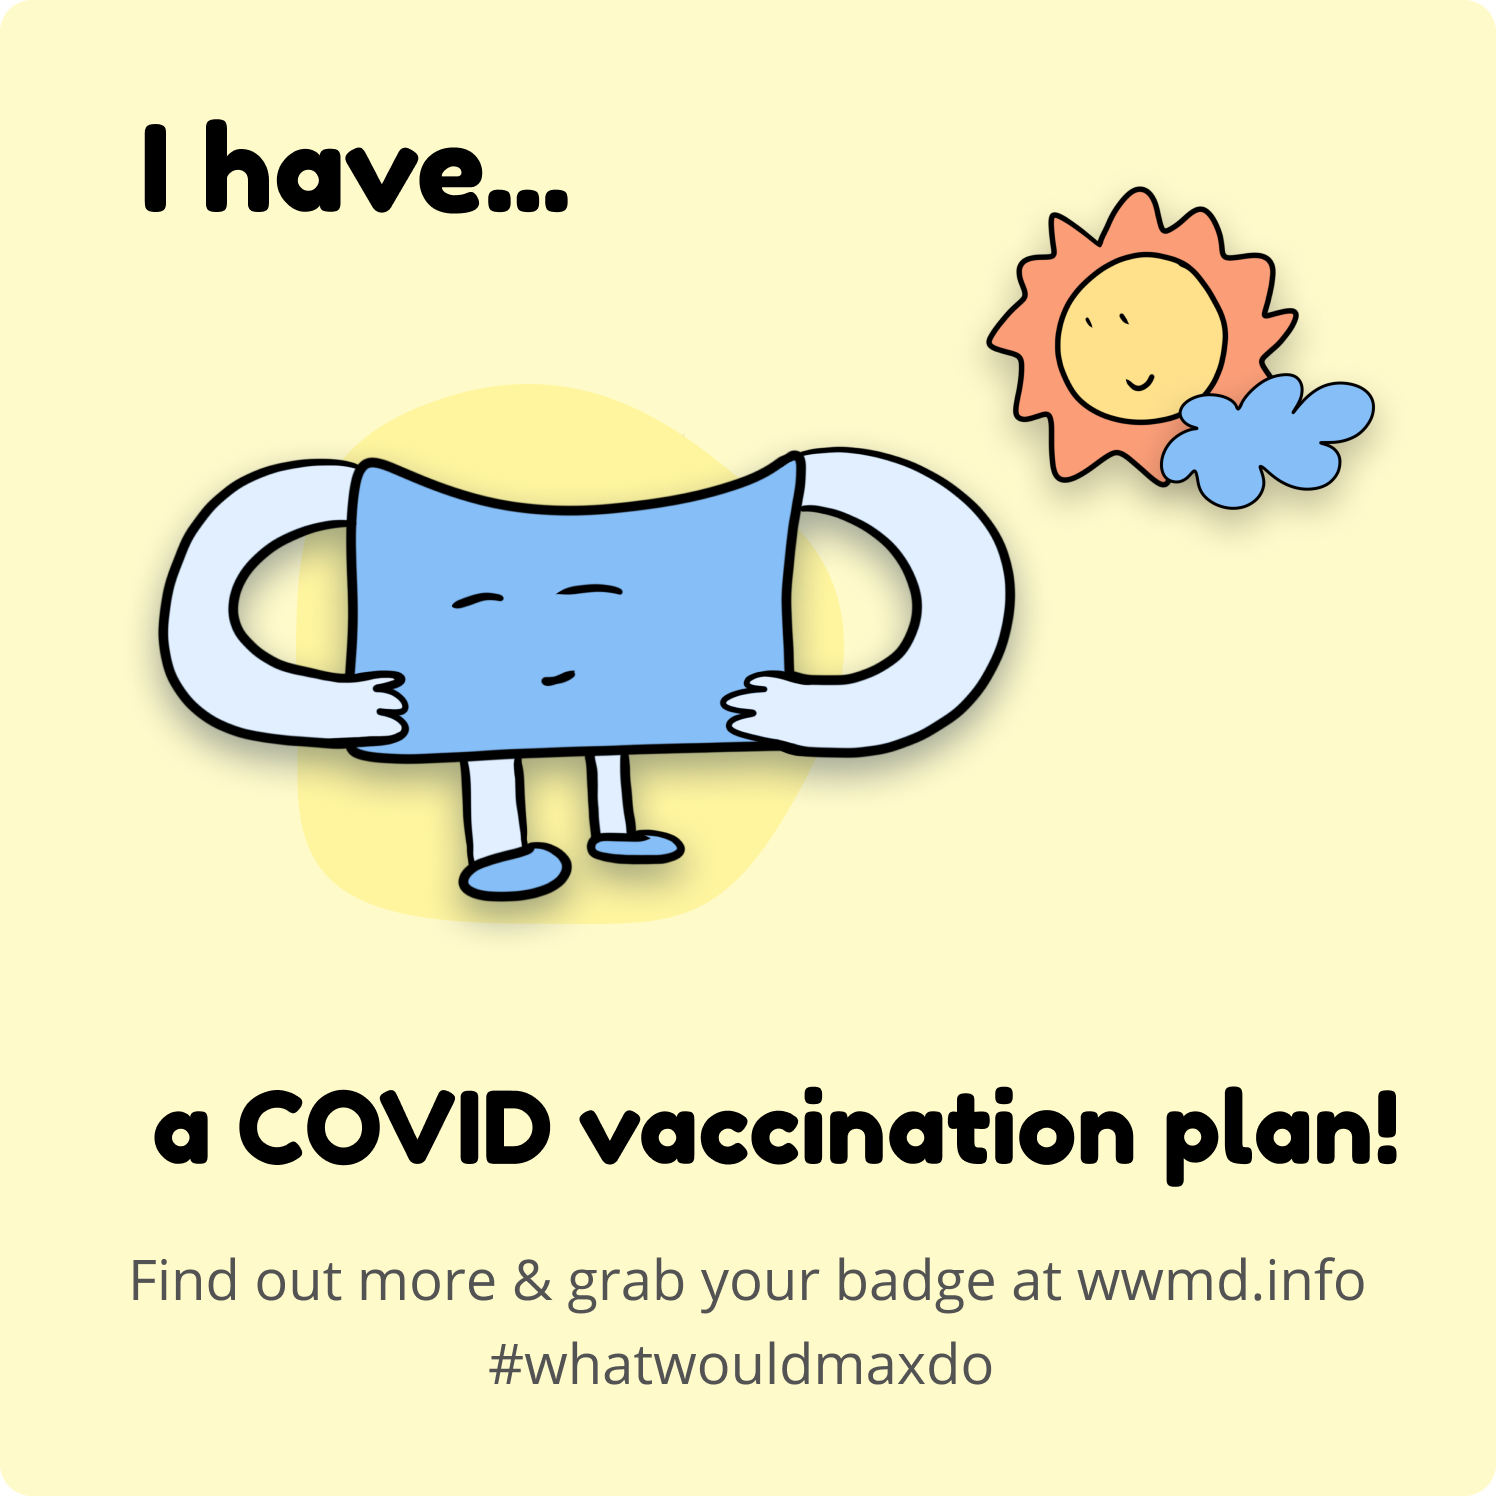 I have...
a COVID vaccination plan!
Find out more & grab your badge at wwmd.info
#whatwouldmaxdo